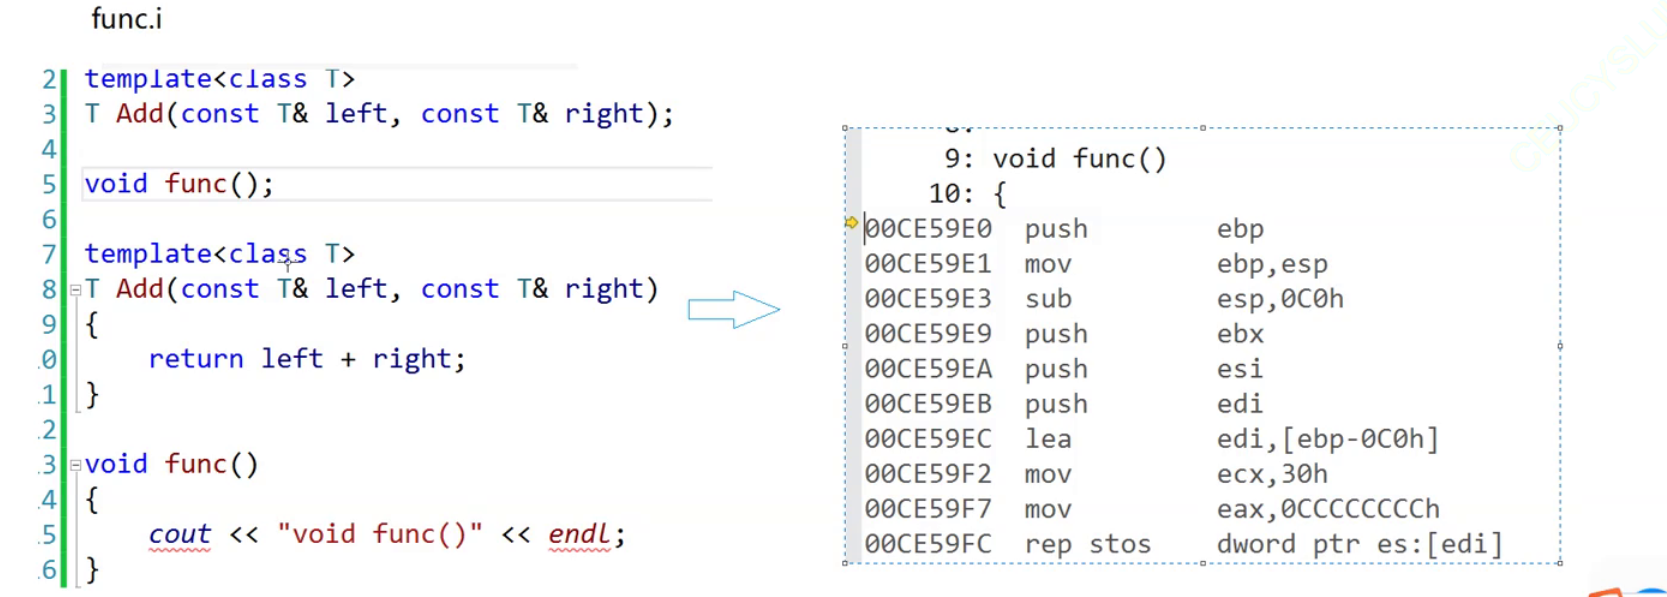 func.i
2 template<class T>
3 T Add(const T& left, const T& right);
4
5 void func();
6
7 template<class T>
8 T Add(const T& left, const T& right)
9 {
.0 return left + right;
.1 }
.2
.3 void func()
.4 {
.5 cout << "void func()" << endl;
.6 }
9: void func()
10: {
00CE59E0 push ebp
00CE59E1 mov ebp,esp
00CE59E3 sub esp,0C0h
00CE59E9 push ebx
00CE59EA push esi
00CE59EB push edi
00CE59EC lea edi,[ebp-0C0h]
00CE59F2 mov ecx,30h
00CE59F7 mov eax,0CCCCCCCCh
00CE59FC rep stos dword ptr es:[edi]